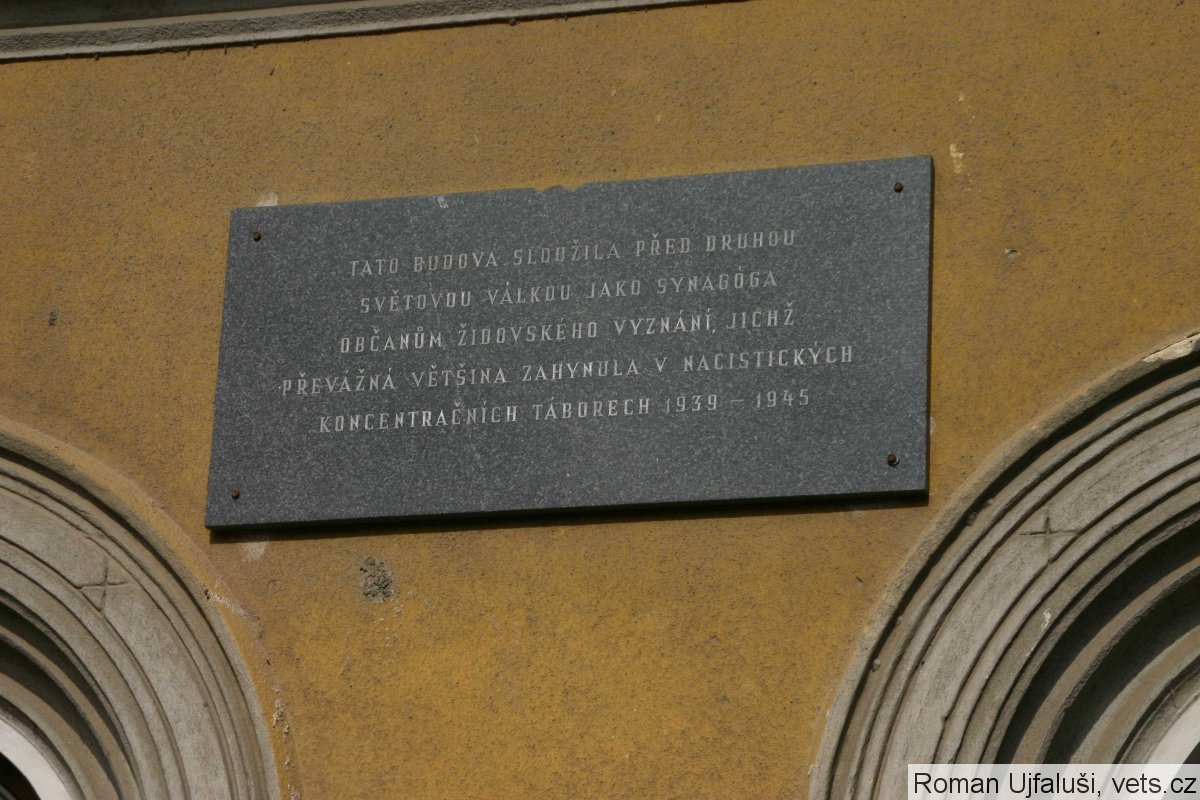 TATO BUDOVA SLOUŽILA PŘED DRUHOU
SVĚTOVOU VÁLKOU JAKO SYNAGÓGA
OBČANŮM ŽIDOVSKÉHO VYZNÁNÍ, JICHŽ
PŘEVÁŽNÁ VĚTŠINA ZAHYNULA V NACISTICKÝCH
KONCENTRAČNÍCH TÁBORECH 1939 – 1945
Roman Ujfaluši, vets.cz